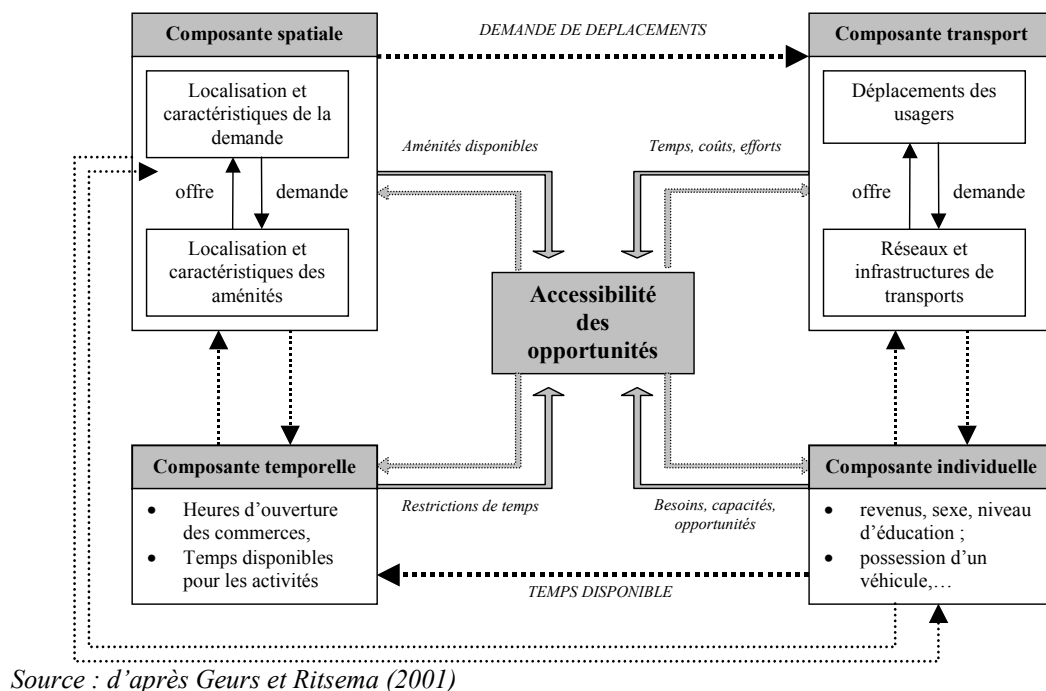 Composante spatiale
DEMANDE DE DEPLACEMENTS
Composante transport
Localisation et
caractéristiques de la
demande
offre
demande
Localisation et
caractéristiques des
aménités
Aménités disponibles
Temps, coûts, efforts
Déplacements des
usagers
offre
demande
Réseaux et
infrastructures de
transports
Accessibilité
des
opportunités
Composante temporelle
• Heures d’ouverture
des commerces,
• Temps disponibles
pour les activités
Restrictions de temps
Besoins, capacités,
opportunités
Composante individuelle
• revenus, sexe, niveau
d’éducation ;
• possession d’un
véhicule,…
TEMPS DISPONIBLE
Source : d’après Geurs et Ritsema (2001)